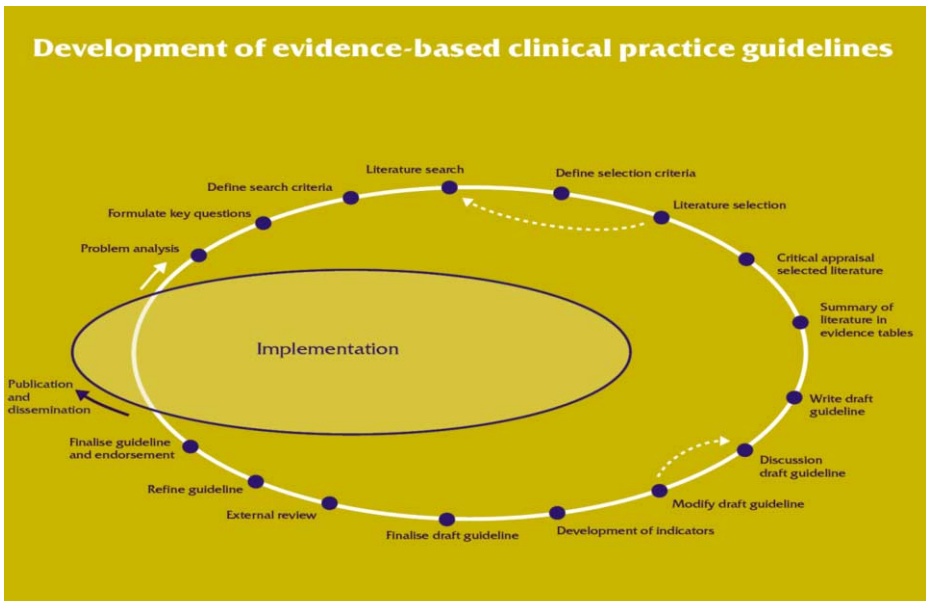 Development of evidence-based clinical practice guidelines
Literature search
Define selection criteria
Define search criteria
Literature selection
Formulate key questions
Problem analysis
Critical appraisal
selected literature
Summary of
literature in
evidence tables
Implementation
Publication
and
dissemination
Write draft
guideline
Finalise guideline
and endorsement
Discussion
draft guideline
Refine guideline
Modify draft guideline
External review
Finalise draft guideline
Development of indicators